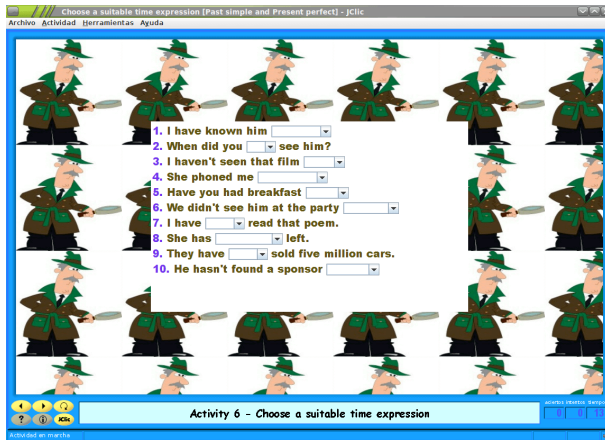 Choose a suitable time expression [Past simple and Present perfect] - JClic
Archivo Actividad Herramientas Ayuda
1. I have known him
2. When did you see him?
3. I haven't seen that film
4. She phoned me
5. Have you had breakfast
6. We didn't see him at the party
7. I have read that poem.
8. She has left.
9. They have sold five million cars.
10. He hasn't found a sponsor
? i JClic
Activity 6 - Choose a suitable time expression
aciertos intentos tiempo
0 0 13
Actividad en marcha